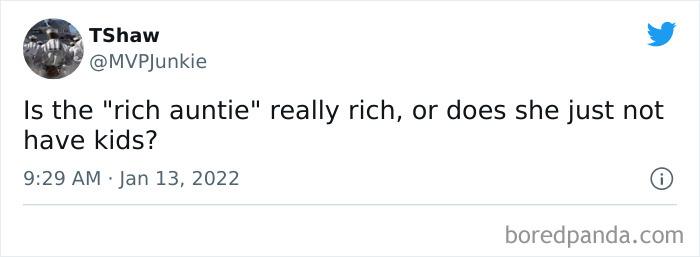 TShaw
@MVPJunkie
Is the "rich auntie" really rich, or does she just not
have kids?
9:29 AM · Jan 13, 2022
boredpanda.com